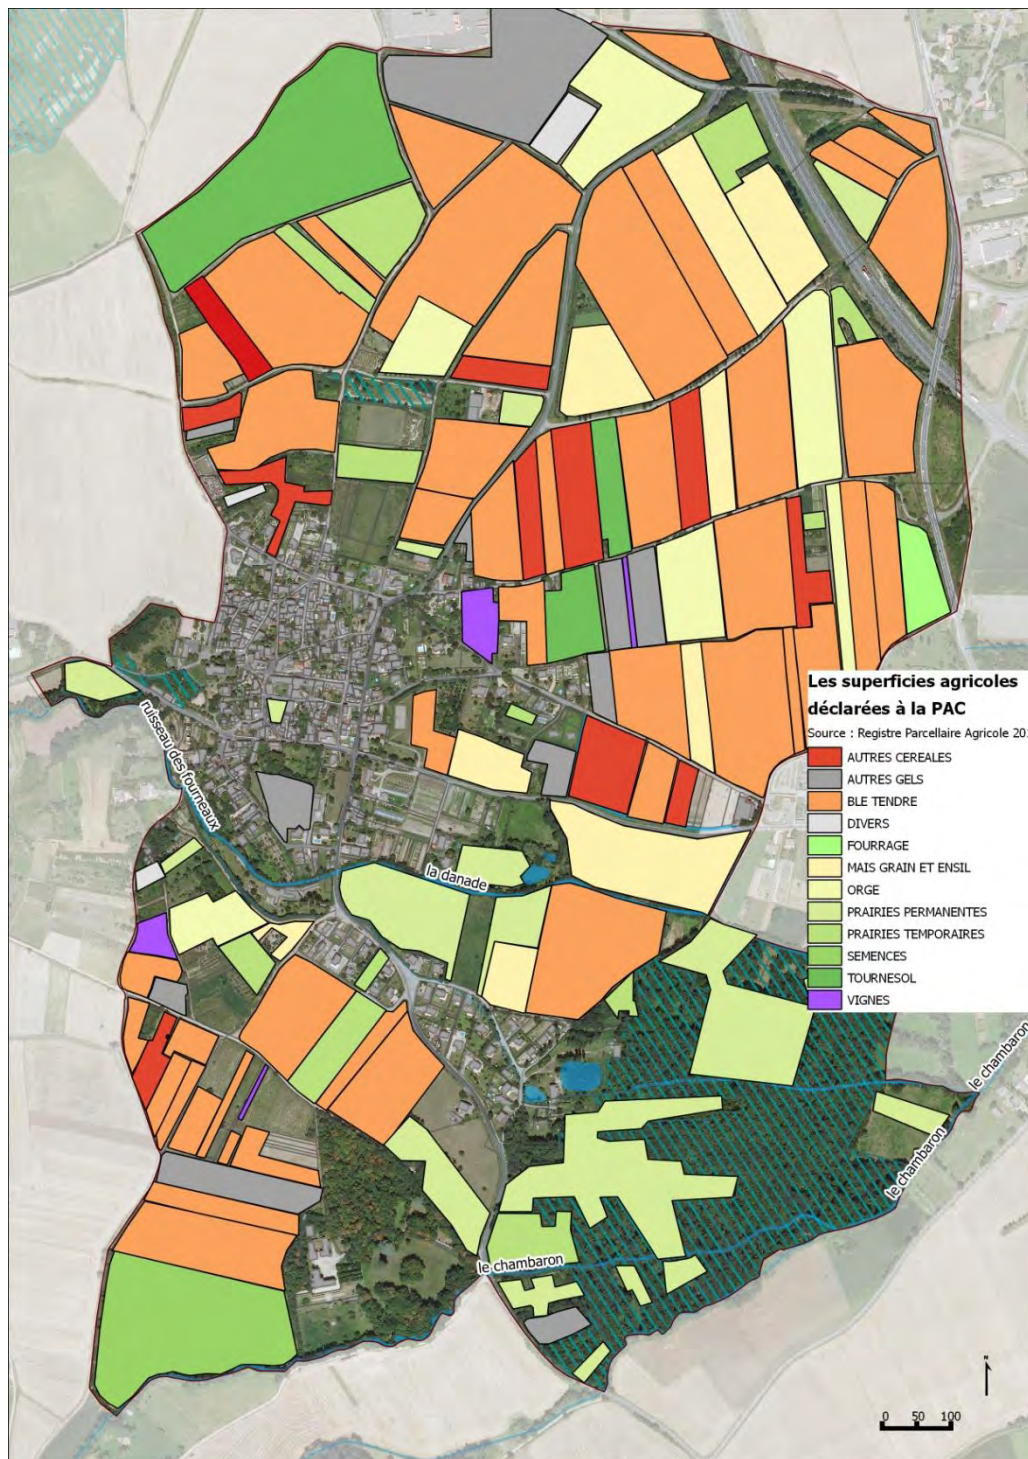 Les superficies agricoles
déclarées à la PAC
Source : Registre Parcellaire Agricole 20
AUTRES CEREALES
AUTRES GELS
BLE TENDRE
DIVERS
FOURRAGE
MAIS GRAIN ET ENSIL
ORGE
PRAIRIES PERMANENTES
PRAIRIES TEMPORAIRES
SEMENCES
TOURNESOL
VIGNES
ruisseau des fourneaux
la danade
le chambaron
le chambaron
le chambaron
N
0 50 100